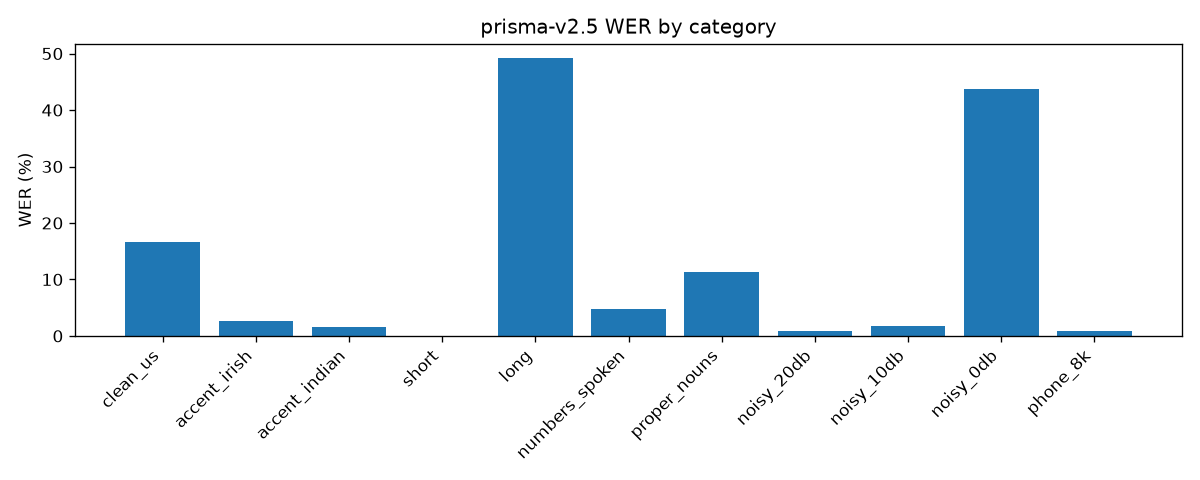 prisma-v2.5 WER by category
WER (%)
50
40
30
20
10
0
clean_us
accent_irish
accent_indian
short
long
numbers_spoken
proper_nouns
noisy_20db
noisy_10db
noisy_0db
phone_8k